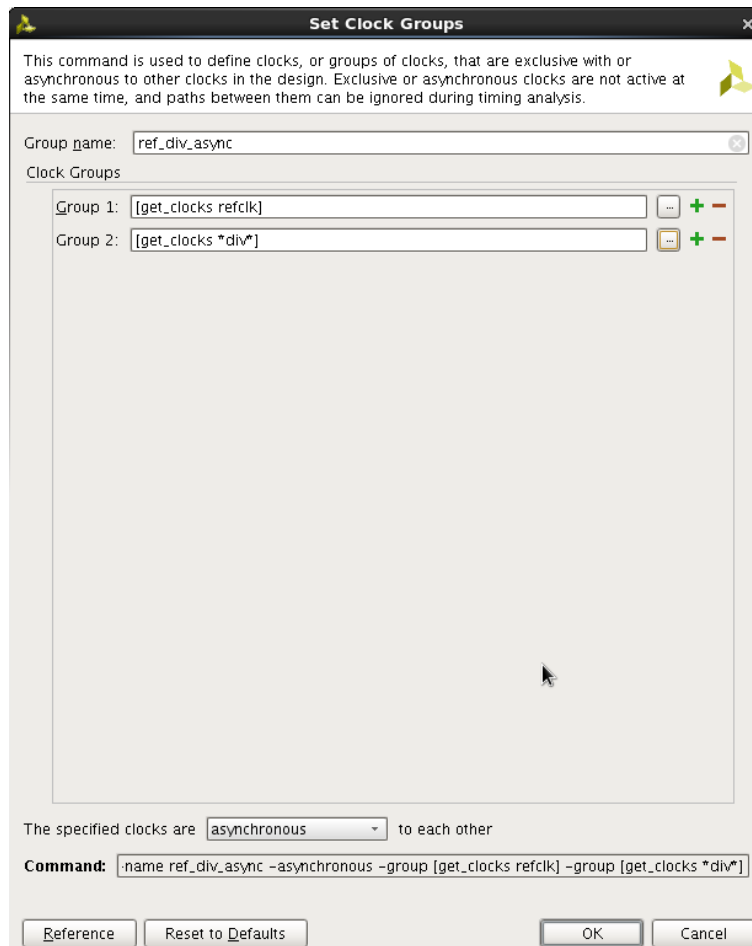 Set Clock Groups
This command is used to define clocks, or groups of clocks, that are exclusive with or
asynchronous to other clocks in the design. Exclusive or asynchronous clocks are not active at
the same time, and paths between them can be ignored during timing analysis.
Group name: ref_div_async
Clock Groups
Group 1: [get_clocks refclk] ...
Group 2: [get_clocks *div*] ...
The specified clocks are asynchronous to each other
Command: -name ref_div_async -asynchronous -group [get_clocks refclk] -group [get_clocks *div*]
Reference Reset to Defaults OK Cancel